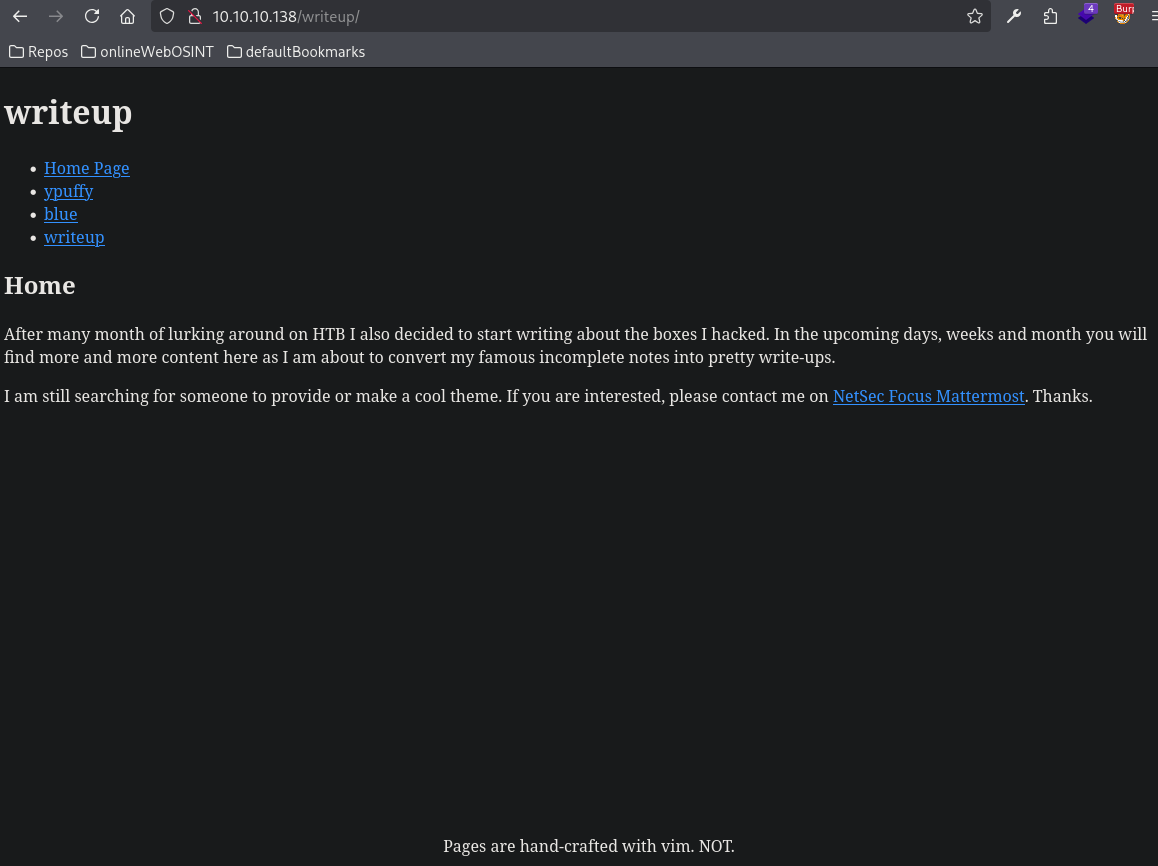 10.10.10.138/writeup/
4
Bur
Repos onlineWebOSINT defaultBookmarks
writeup
Home Page
ypuffy
blue
writeup
Home
After many month of lurking around on HTB I also decided to start writing about the boxes I hacked. In the upcoming days, weeks and month you will
find more and more content here as I am about to convert my famous incomplete notes into pretty write-ups.
I am still searching for someone to provide or make a cool theme. If you are interested, please contact me on NetSec Focus Mattermost. Thanks.
Pages are hand-crafted with vim. NOT.